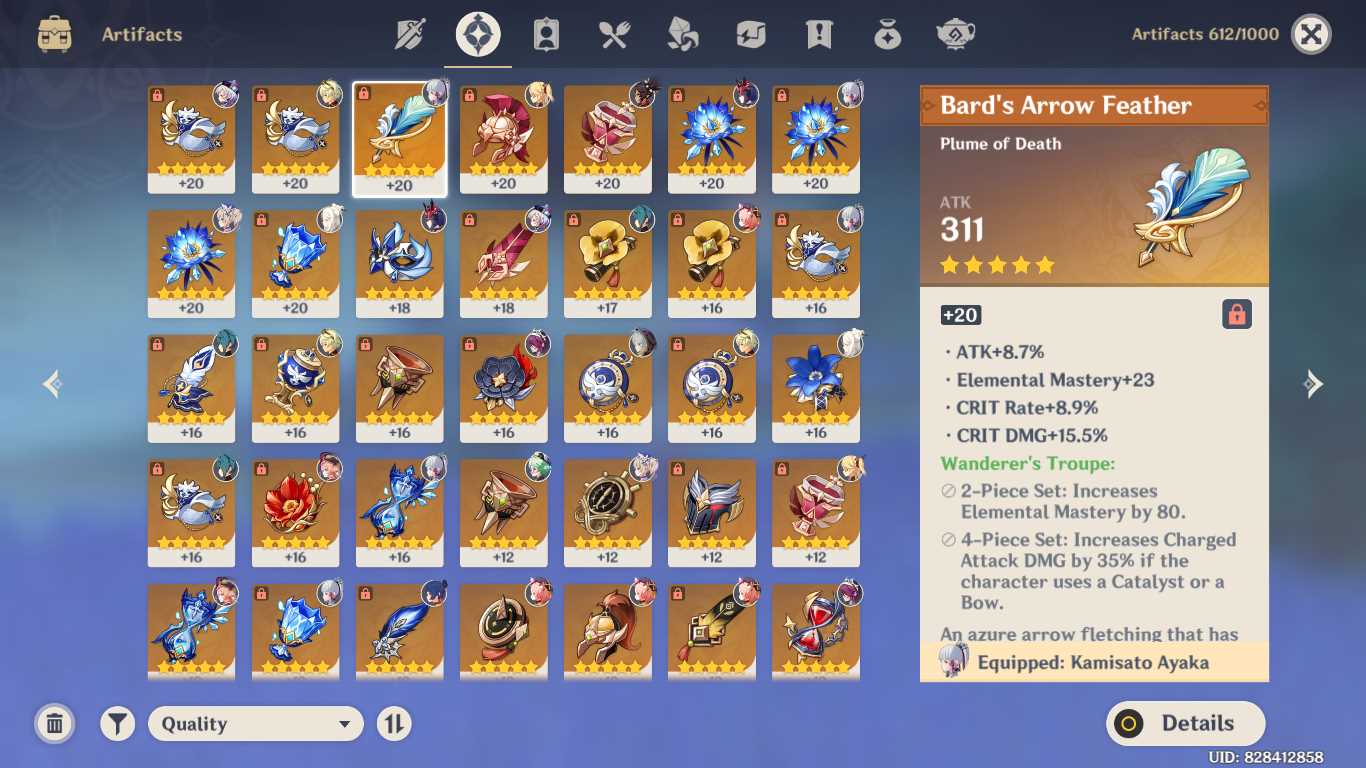 Artifacts
Artifacts 612/1000
+20
+20
+20
+20
+20
+20
+20
+20
+20
+18
+18
+17
+16
+16
+16
+16
+16
+16
+16
+16
+16
+16
+16
+16
+12
+12
+12
+12
Bard's Arrow Feather
Plume of Death
ATK
311
+20
· ATK+8.7%
· Elemental Mastery+23
· CRIT Rate+8.9%
· CRIT DMG+15.5%
Wanderer's Troupe:
2-Piece Set: Increases
Elemental Mastery by 80.
4-Piece Set: Increases Charged
Attack DMG by 35% if the
character uses a Catalyst or a
Bow.
An azure arrow fletching that has
Equipped: Kamisato Ayaka
Quality
Details
UID: 828412858